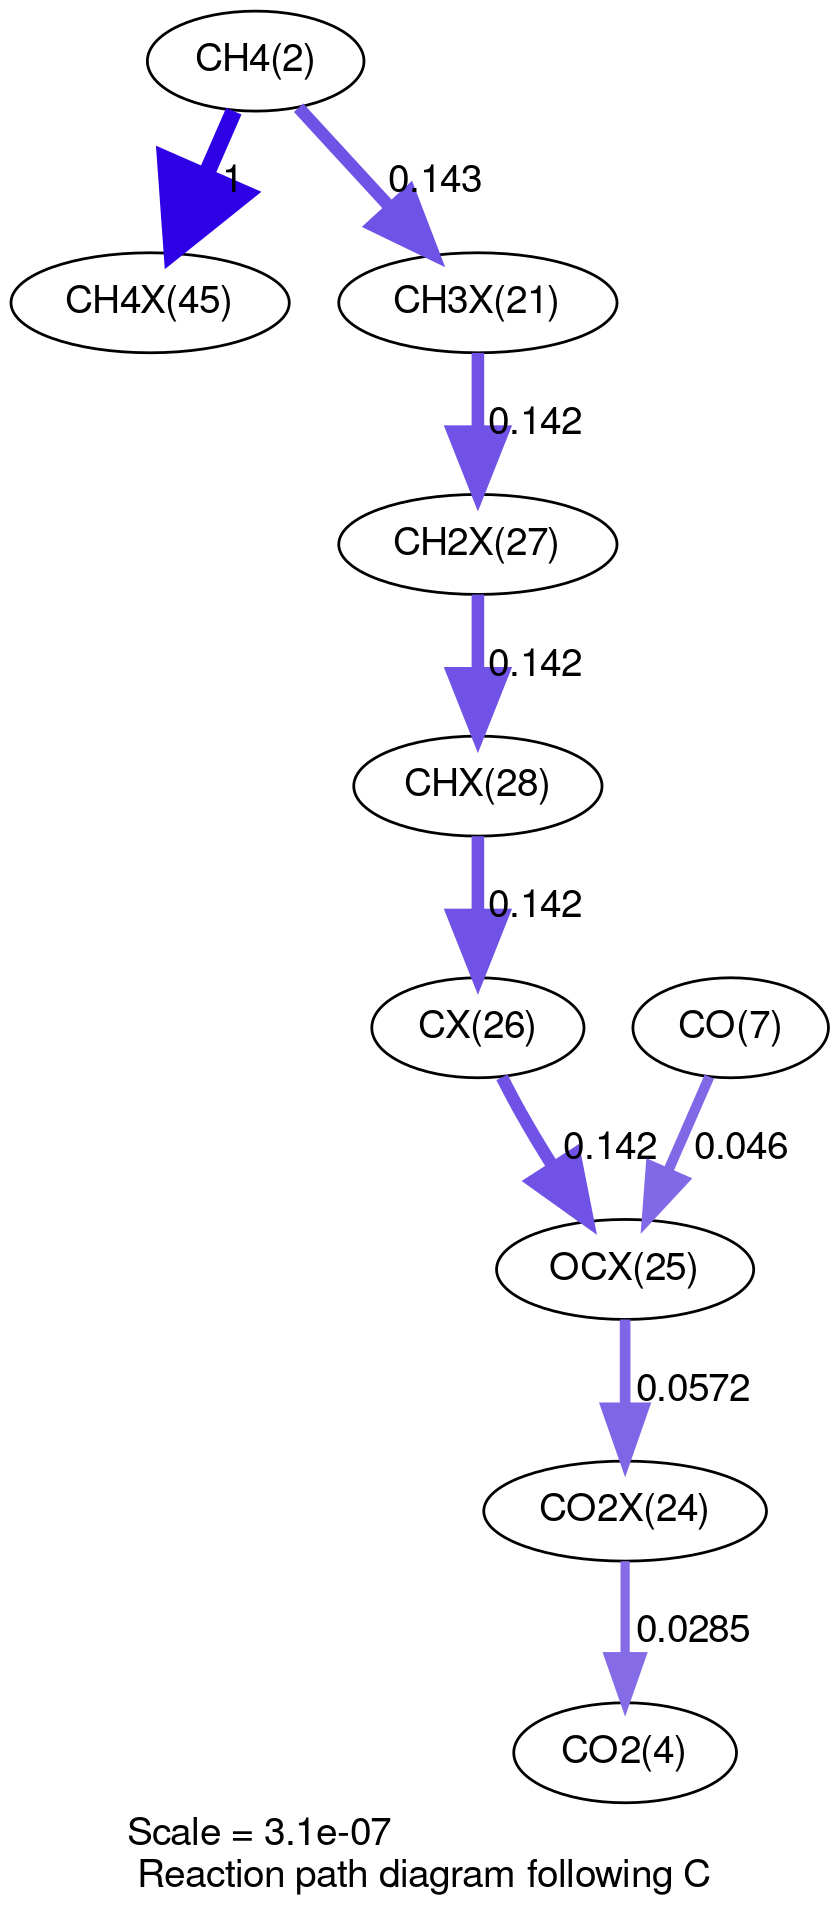 CH4(2)
1
0.143
CH4X(45)
CH3X(21)
0.142
CH2X(27)
0.142
CHX(28)
0.142
CX(26)
CO(7)
0.142
0.046
OCX(25)
0.0572
CO2X(24)
0.0285
CO2(4)
Scale = 3.1e-07
Reaction path diagram following C